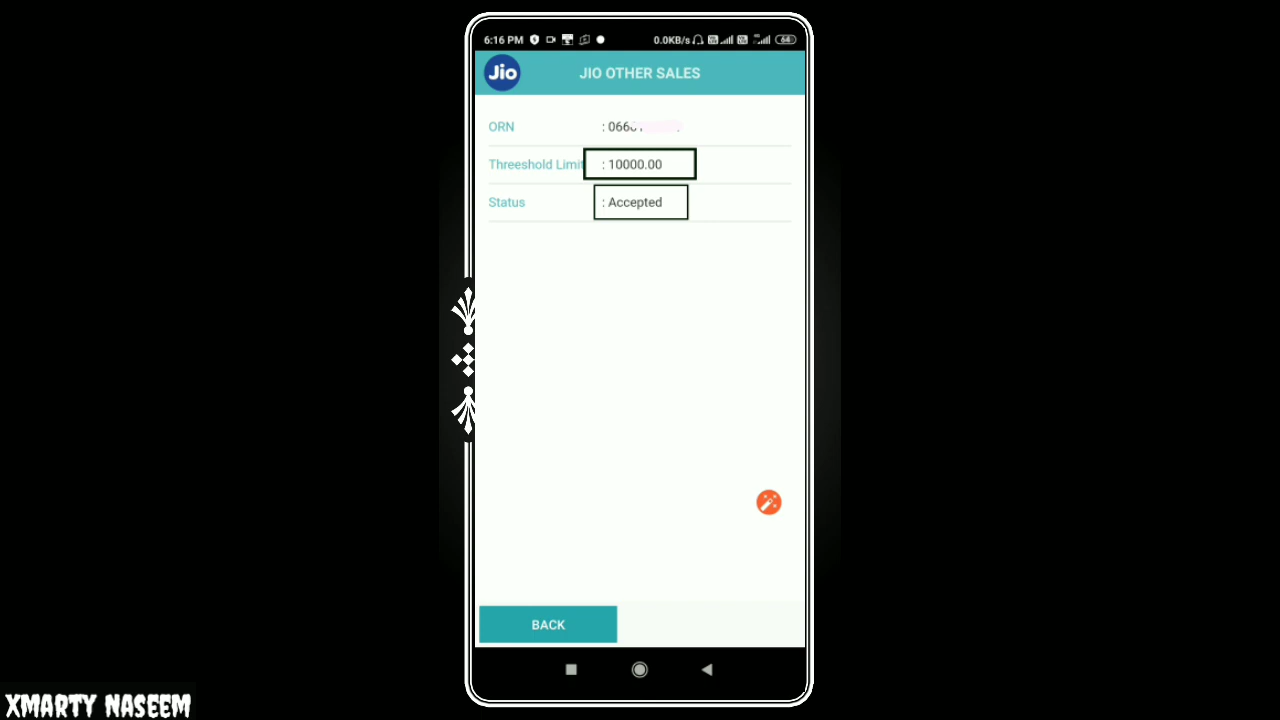 6:16 PM 0.0KB/s 64
Jio JIO OTHER SALES
ORN
Threeshold Limit : 10000.00
Status : Accepted
BACK
XMARTY NASEEM